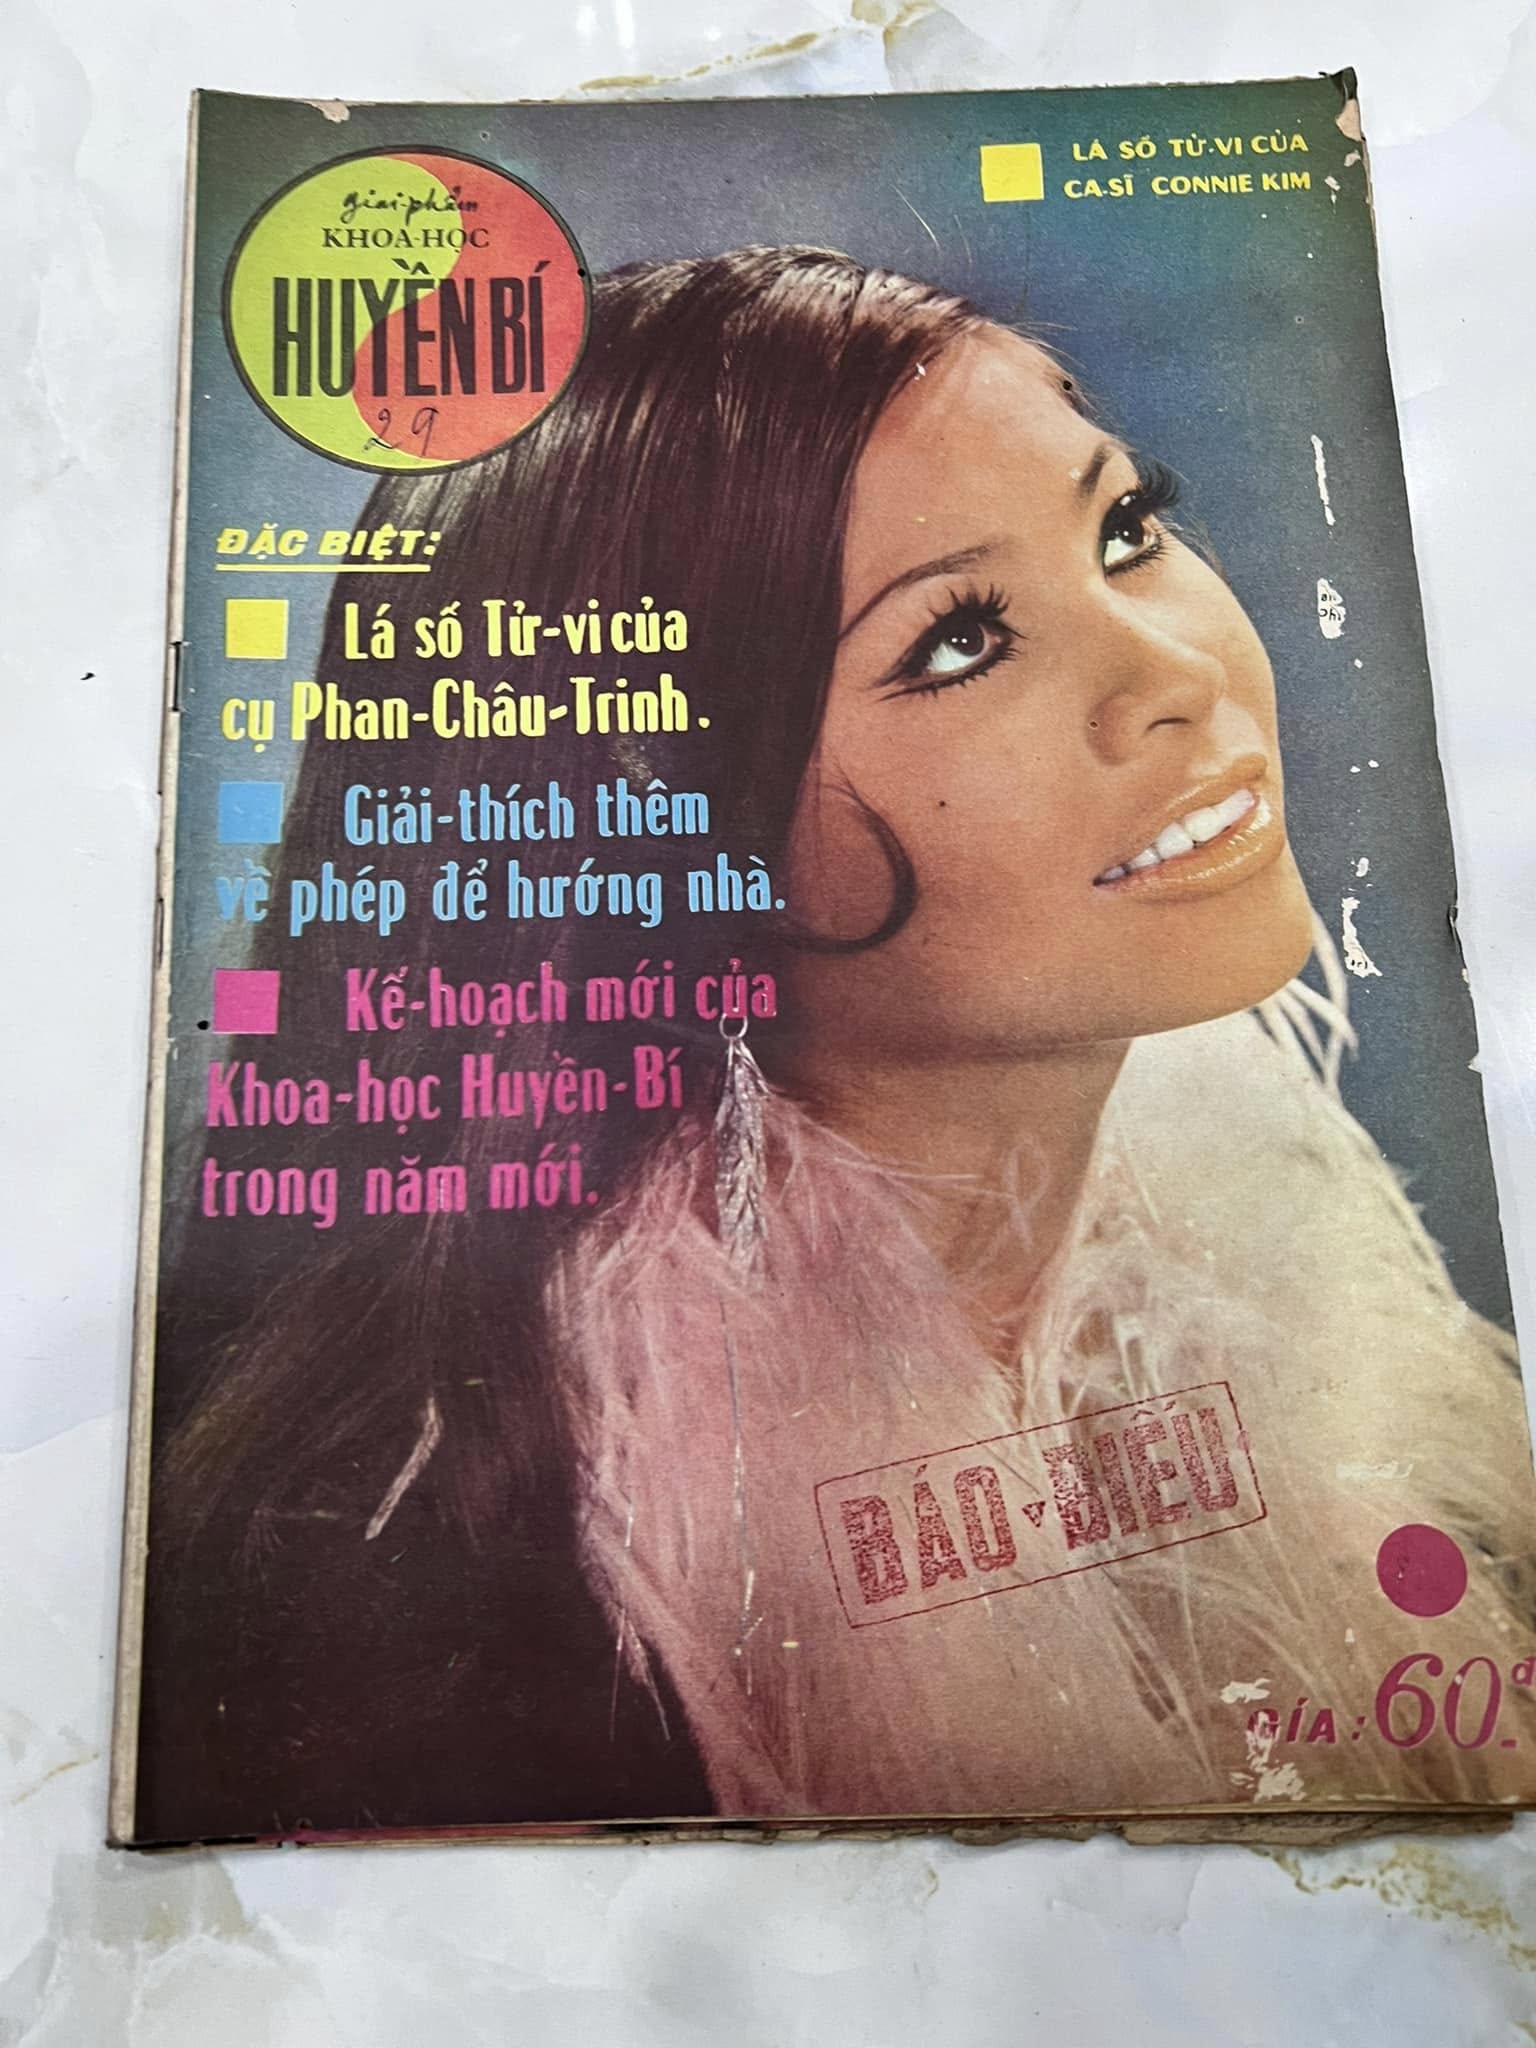 giai-phẩm
KHOA-HỌC
HUYỀN BÍ
29
LÁ SỐ TỬ-VI CỦA
CA-SĨ CONNIE KIM
ĐẶC BIỆT:
Lá số Tử-vi của
cụ Phan-Châu-Trinh.
Giải-thích thêm
về phép để hướng nhà.
Kế-hoạch mới của
Khoa-học Huyền-Bí
trong năm mới.
BÁO-BIẾU
GÍA: 60.đ